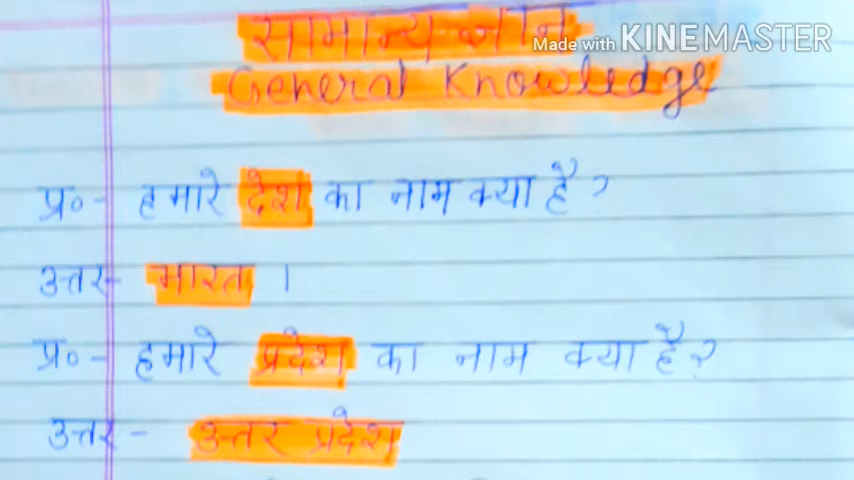 सामान्य ज्ञान
Made with KINEMASTER
General Knowledge
प्र०- हमारे देश का नाम क्या है?
उत्तर- भारत ।
प्र०- हमारे प्रदेश का नाम क्या है?
उत्तर- उत्तर प्रदेश